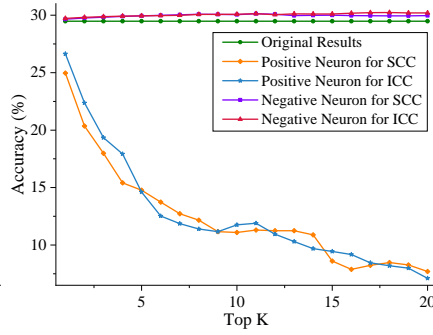 30
25
20
15
10
Accuracy (%)
Original Results
Positive Neuron for SCC
Positive Neuron for ICC
Negative Neuron for SCC
Negative Neuron for ICC
5 10 15 20
Top K